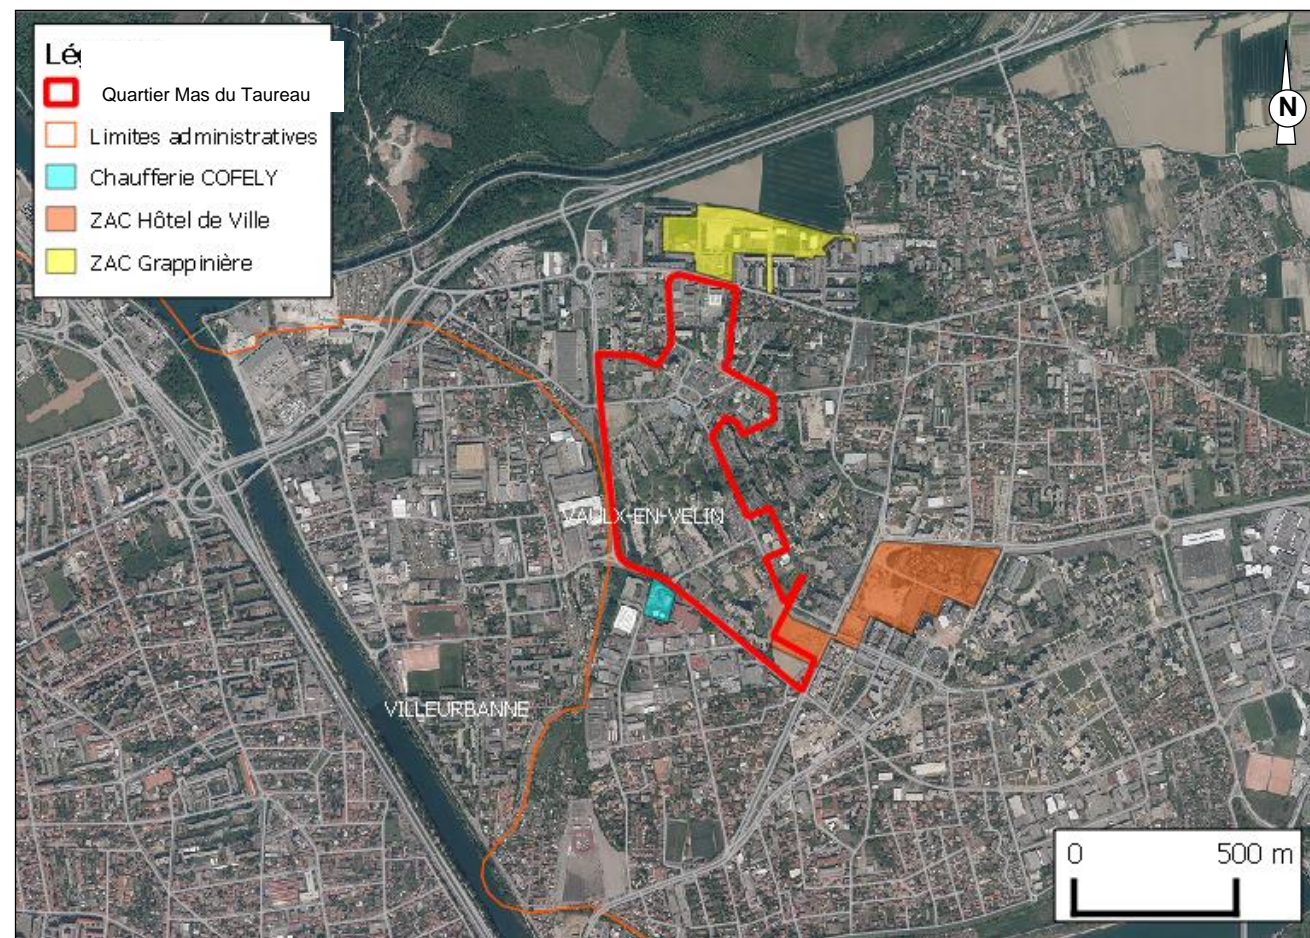 Lé
Quartier Mas du Taureau
Limites administratives
Chaufferie COFELY
ZAC Hôtel de Ville
ZAC Grappinière
N
VAULX-EN-VELIN
VILLEURBANNE
0 500 m